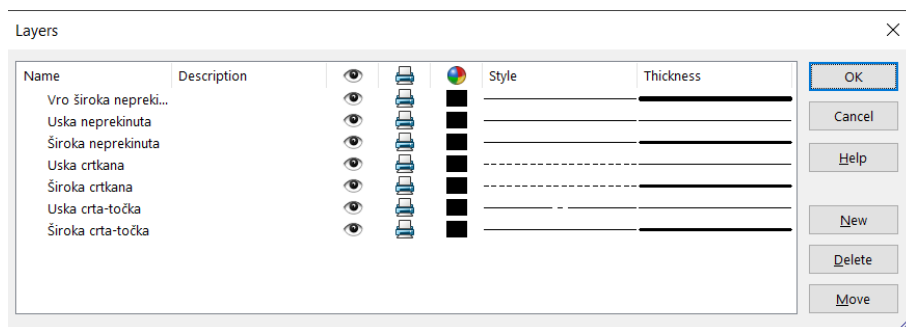 Layers
Name Description Style Thickness
Vro široka nepreki...
Uska neprekinuta
Široka neprekinuta
Uska crtkana
Široka crtkana
Uska crta-točka
Široka crta-točka
OK
Cancel
Help
New
Delete
Move